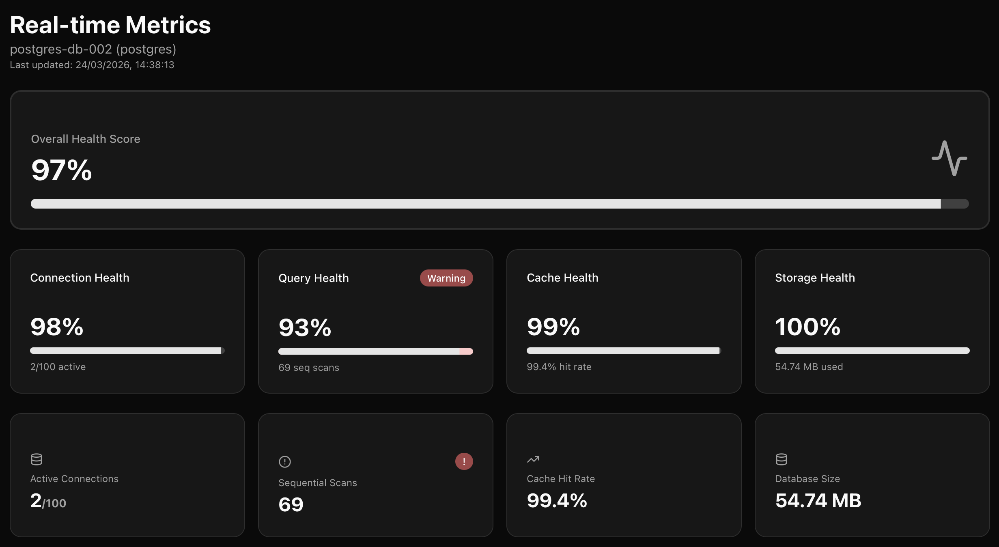 Real-time Metrics
postgres-db-002 (postgres)
Last updated: 24/03/2026, 14:38:13
Overall Health Score
97%
Connection Health
98%
2/100 active
Query Health
Warning
93%
69 seq scans
Cache Health
99%
99.4% hit rate
Storage Health
100%
54.74 MB used
Active Connections
2/100
!
Sequential Scans
69
Cache Hit Rate
99.4%
Database Size
54.74 MB